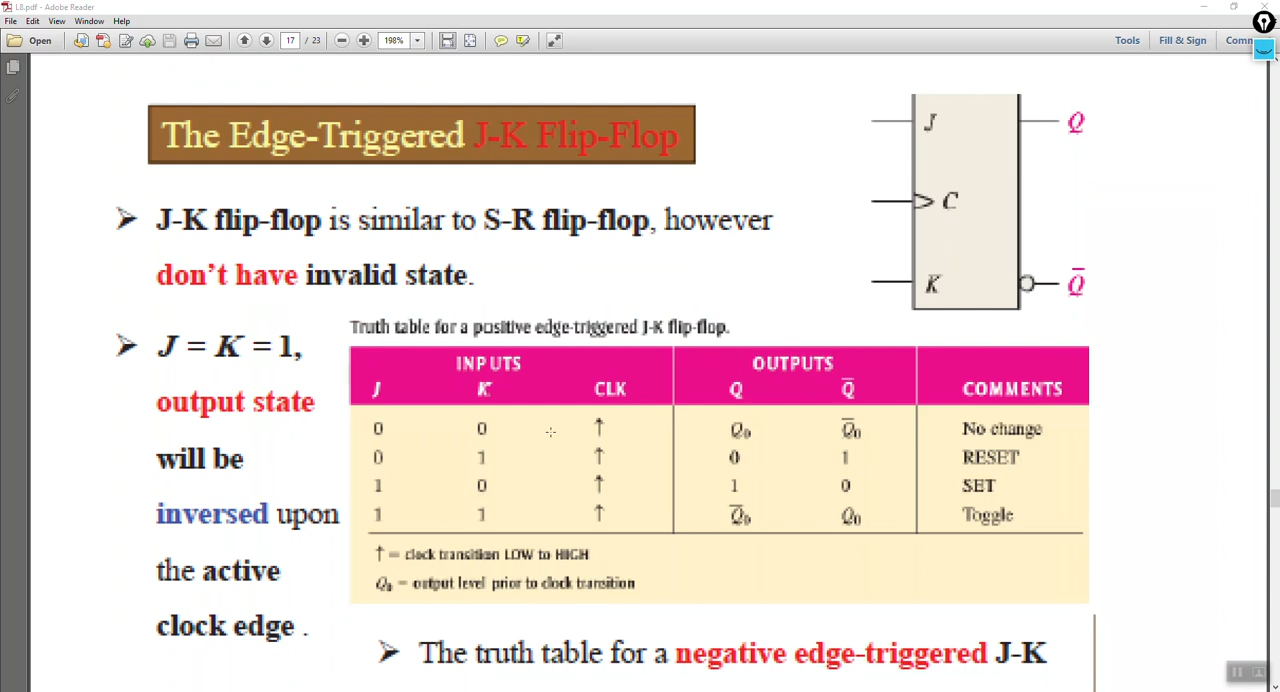 L8.pdf - Adobe Reader
File Edit View Window Help
Open 17 / 23 198% Tools Fill & Sign
The Edge-Triggered J-K Flip-Flop
J Q
C
K Q̅
➢ J-K flip-flop is similar to S-R flip-flop, however
don't have invalid state.
➢ J = K = 1,
output state
will be
inversed upon
the active
clock edge .
Truth table for a positive edge-triggered J-K flip-flop.
INPUTS OUTPUTS
J K CLK Q Q̅ COMMENTS
0 0 ↑ Q0 Q̅0 No change
0 1 ↑ 0 1 RESET
1 0 ↑ 1 0 SET
1 1 ↑ Q̅0 Q0 Toggle
↑ = clock transition LOW to HIGH
Q0 = output level prior to clock transition
➢ The truth table for a negative edge-triggered J-K